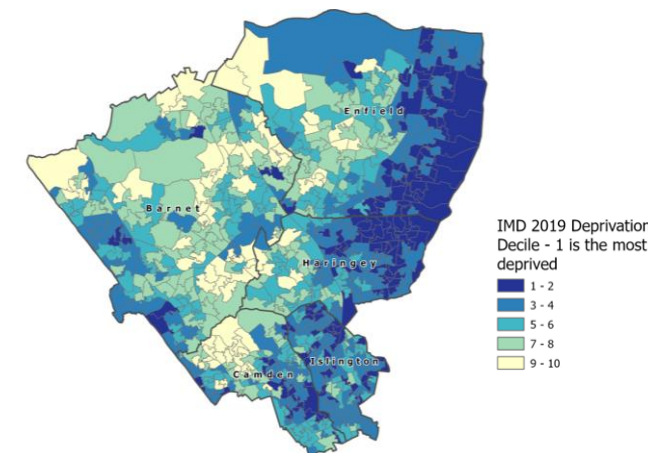 Enfield
Barnet
Haringey
Islington
Camden
IMD 2019 Deprivation
Decile - 1 is the most
deprived
1 - 2
3 - 4
5 - 6
7 - 8
9 - 10